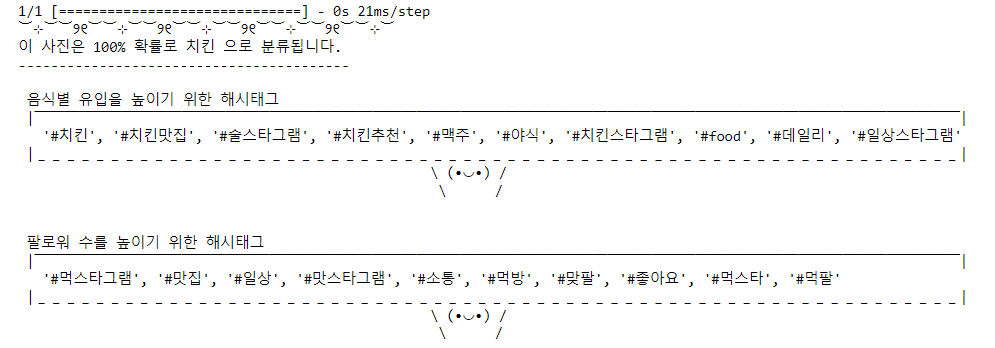 1/1 [==============================] - 0s 21ms/step
︶⊹︶︶୨୧︶︶⊹︶︶୨୧︶︶⊹︶︶୨୧︶︶⊹︶︶୨୧︶︶⊹︶
이 사진은 100% 확률로 치킨 으로 분류됩니다.
-----------------------------------
음식별 유입을 높이기 위한 해시태그
'#치킨', '#치킨맛집', '#술스타그램', '#치킨추천', '#맥주', '#야식', '#치킨스타그램', '#food', '#데일리', '#일상스타그램'
\ (•◡•) /
\ /
팔로워 수를 높이기 위한 해시태그
'#먹스타그램', '#맛집', '#일상', '#맛스타그램', '#소통', '#먹방', '#맞팔', '#좋아요', '#먹스타', '#먹팔'
\ (•◡•) /
\ /